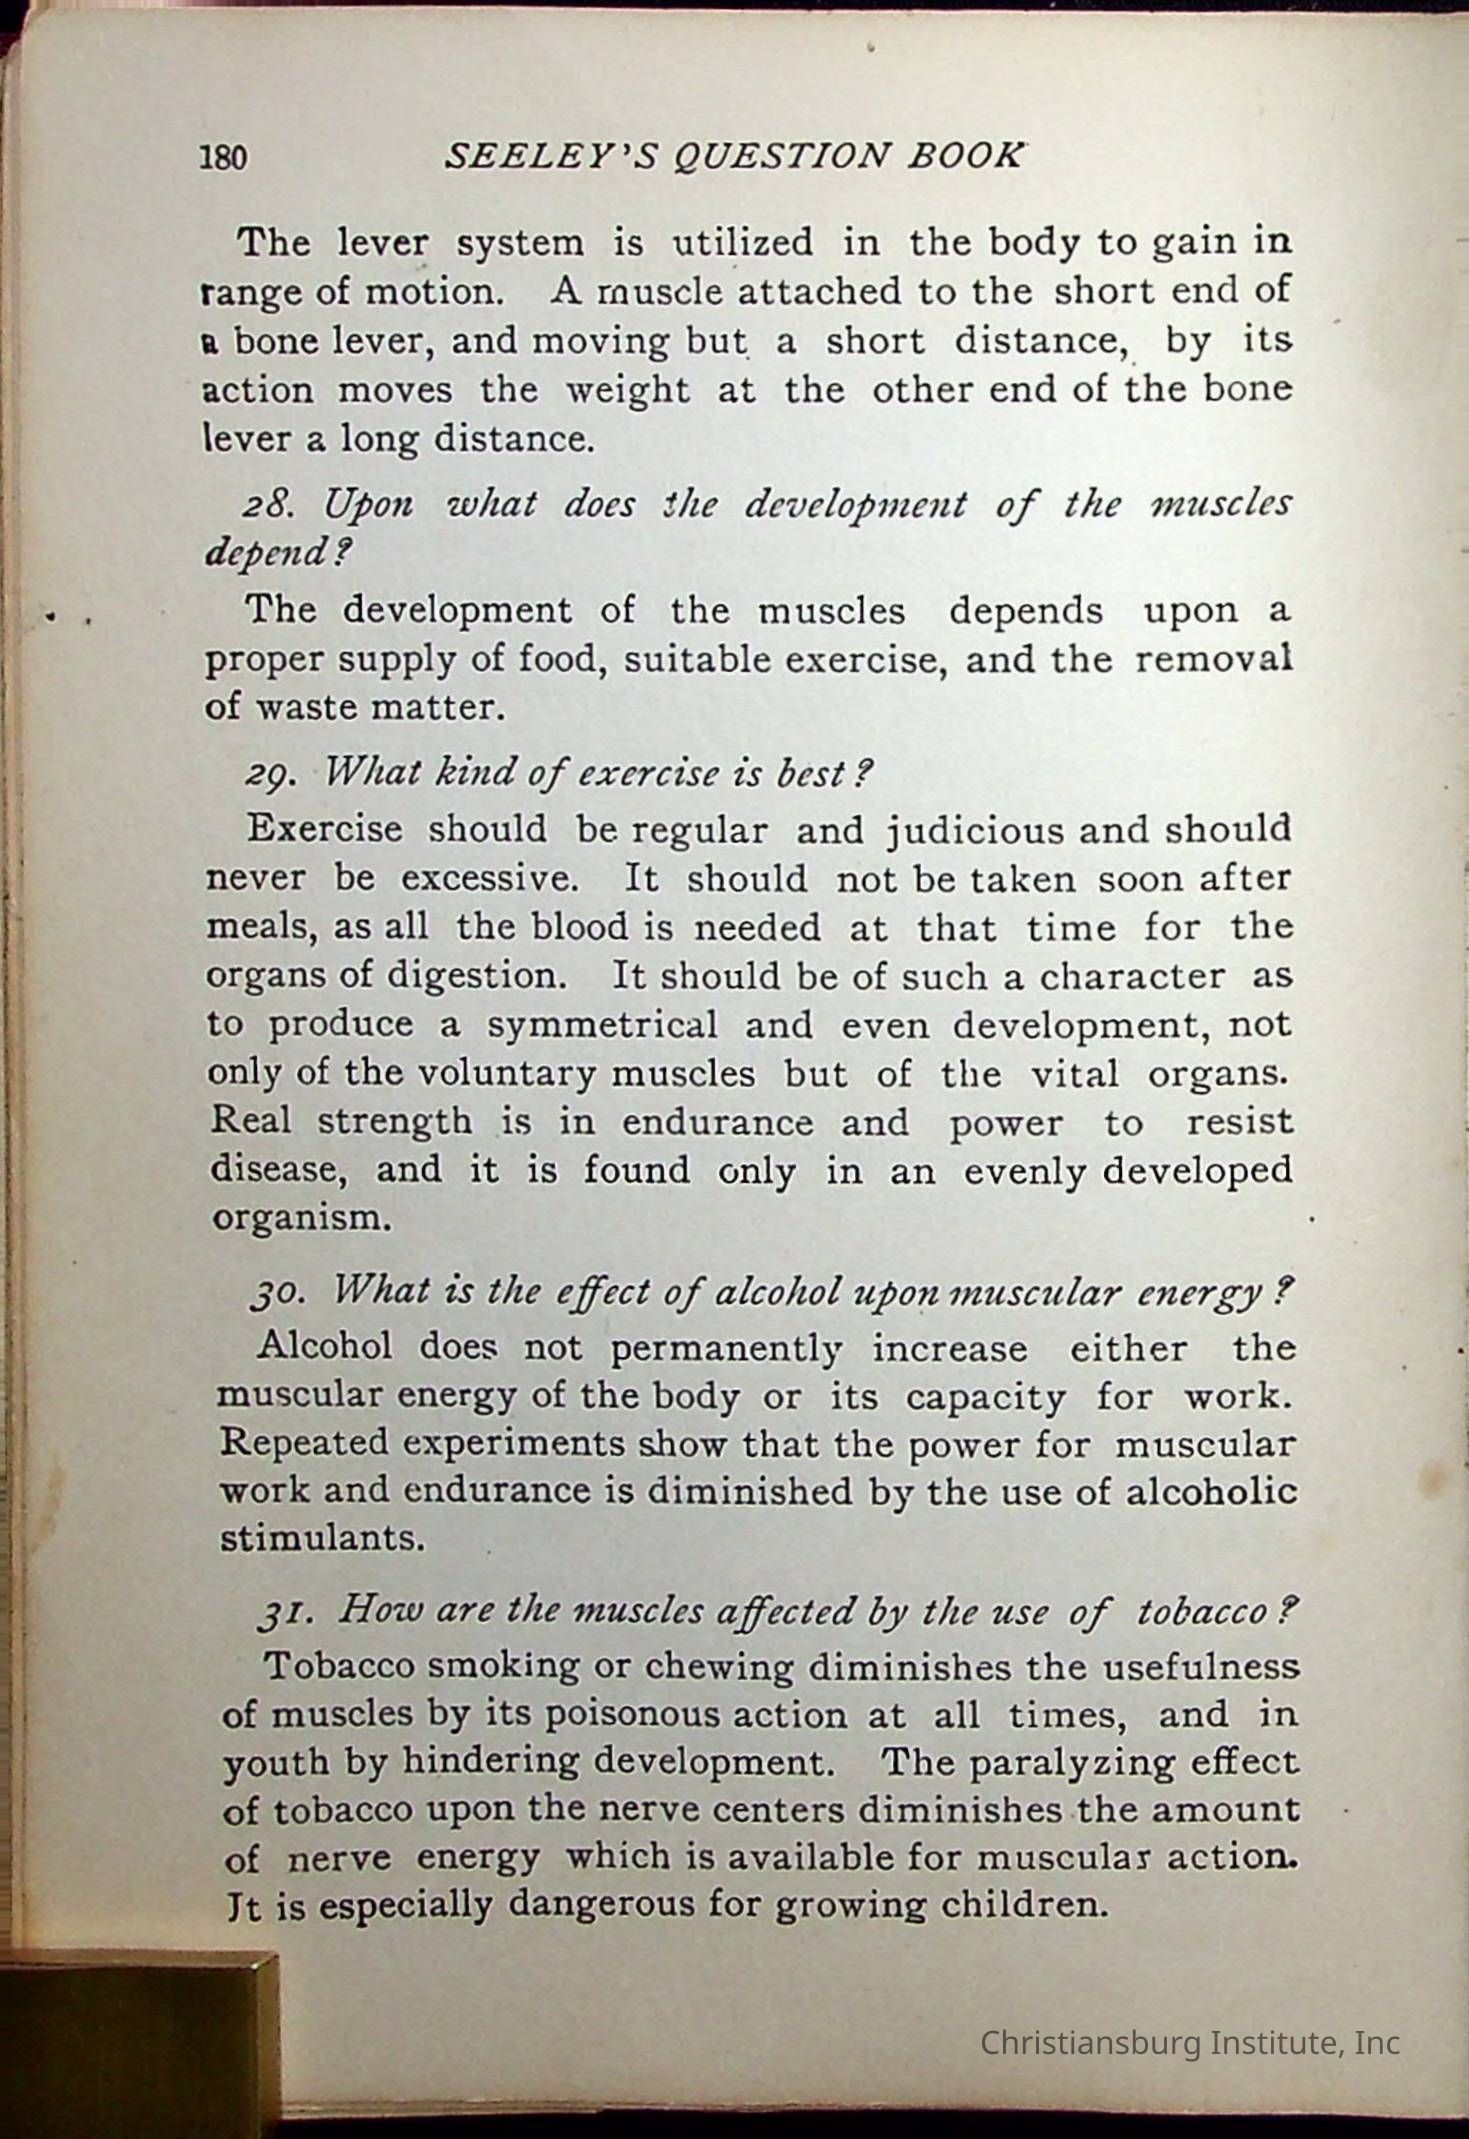 180 SEELEY'S QUESTION BOOK
The lever system is utilized in the body to gain in
range of motion. A muscle attached to the short end of
a bone lever, and moving but a short distance, by its
action moves the weight at the other end of the bone
lever a long distance.
28. Upon what does the development of the muscles
depend?
The development of the muscles depends upon a
proper supply of food, suitable exercise, and the removal
of waste matter.
29. What kind of exercise is best?
Exercise should be regular and judicious and should
never be excessive. It should not be taken soon after
meals, as all the blood is needed at that time for the
organs of digestion. It should be of such a character as
to produce a symmetrical and even development, not
only of the voluntary muscles but of the vital organs.
Real strength is in endurance and power to resist
disease, and it is found only in an evenly developed
organism.
30. What is the effect of alcohol upon muscular energy?
Alcohol does not permanently increase either the
muscular energy of the body or its capacity for work.
Repeated experiments show that the power for muscular
work and endurance is diminished by the use of alcoholic
stimulants.
31. How are the muscles affected by the use of tobacco?
Tobacco smoking or chewing diminishes the usefulness
of muscles by its poisonous action at all times, and in
youth by hindering development. The paralyzing effect
of tobacco upon the nerve centers diminishes the amount
of nerve energy which is available for muscular action.
It is especially dangerous for growing children.
Christiansburg Institute, Inc